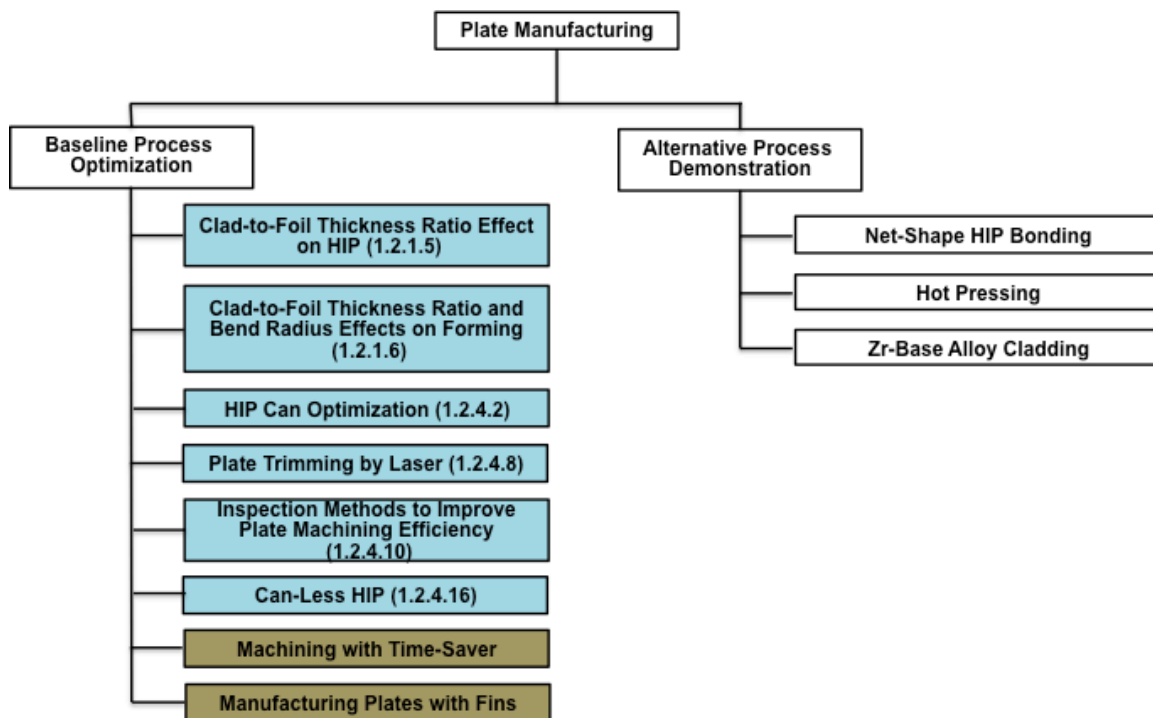 Plate Manufacturing
Baseline Process
Optimization
Clad-to-Foil Thickness Ratio Effect
on HIP (1.2.1.5)
Clad-to-Foil Thickness Ratio and
Bend Radius Effects on Forming
(1.2.1.6)
HIP Can Optimization (1.2.4.2)
Plate Trimming by Laser (1.2.4.8)
Inspection Methods to Improve
Plate Machining Efficiency
(1.2.4.10)
Can-Less HIP (1.2.4.16)
Machining with Time-Saver
Manufacturing Plates with Fins
Alternative Process
Demonstration
Net-Shape HIP Bonding
Hot Pressing
Zr-Base Alloy Cladding